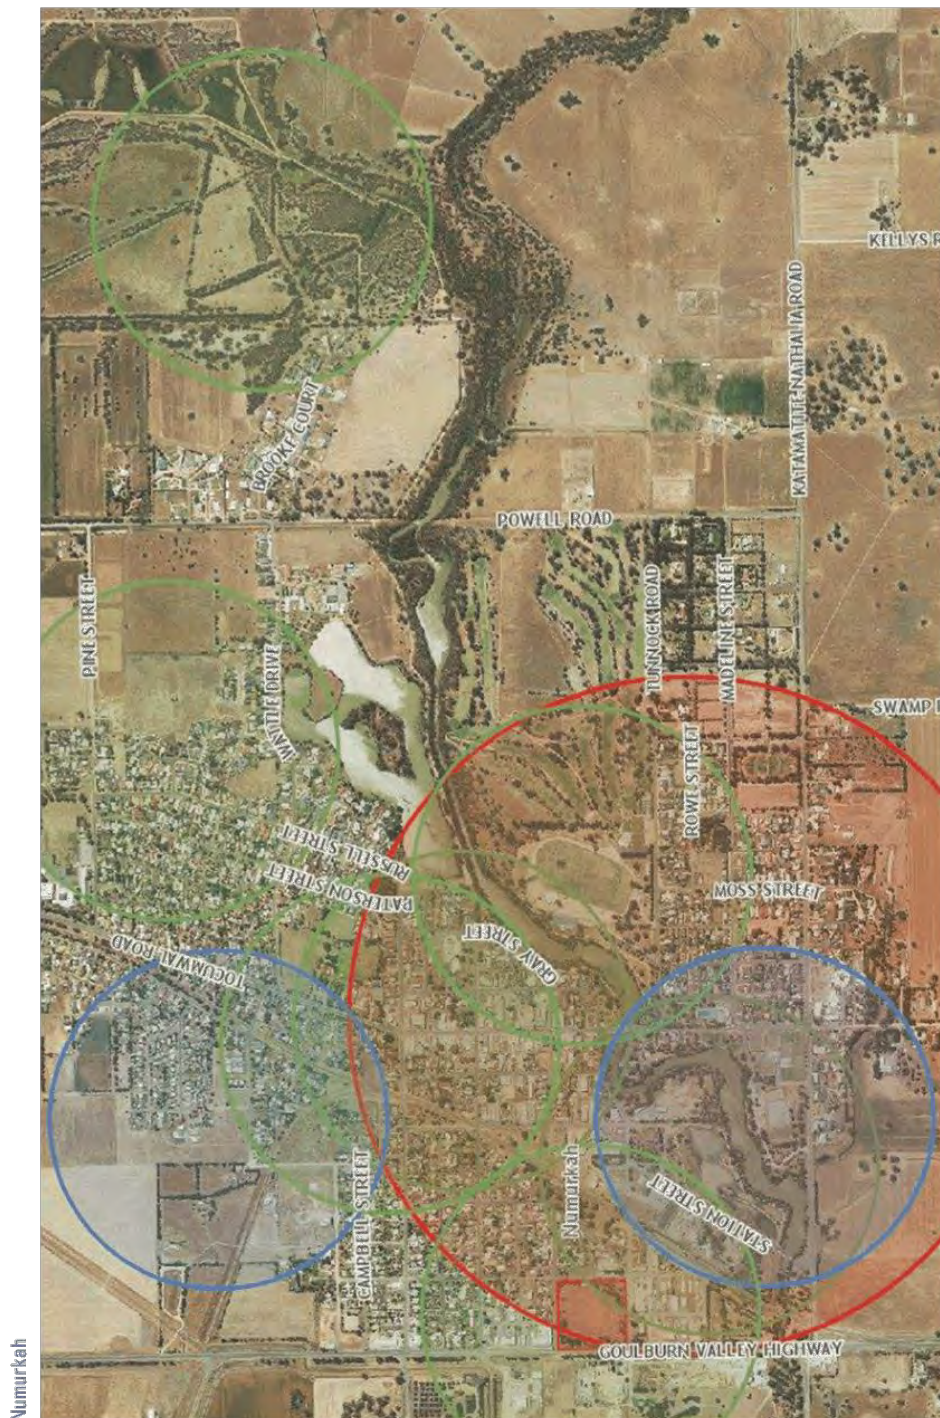 KELLYS R
KATAMATITE NATHALIA ROAD
BROOKE COURT
POWELL ROAD
PINE STREET
TUNNOCK ROAD
MADELINE STREET
WATTLE DRIVE
SWAMP
ROWE STREET
RUSSELL STREET
PATERSON STREET
MOSS STREET
GRAY STREET
TOCUMWAL ROAD
Numurkah
STATION STREET
CAMPBELL STREET
GOULBURN VALLEY HIGHWAY
Numurkah